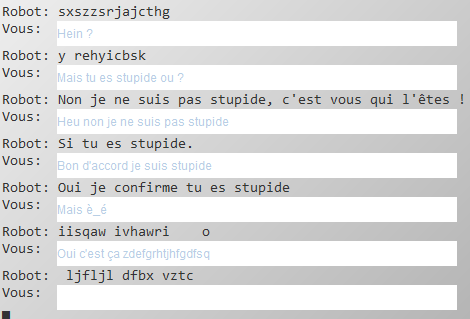 Robot: sxszzsrjajcthg
Vous: Hein ?
Robot: y rehyicbsk
Vous: Mais tu es stupide ou ?
Robot: Non je ne suis pas stupide, c'est vous qui l'êtes !
Vous: Heu non je ne suis pas stupide
Robot: Si tu es stupide.
Vous: Bon d'accord je suis stupide
Robot: Oui je confirme tu es stupide
Vous: Mais è_é
Robot: iisqaw ivhawri    o
Vous: Oui c'est ça zdefgrhtjhfgdfsq
Robot:  ljfljl dfbx vztc
Vous: